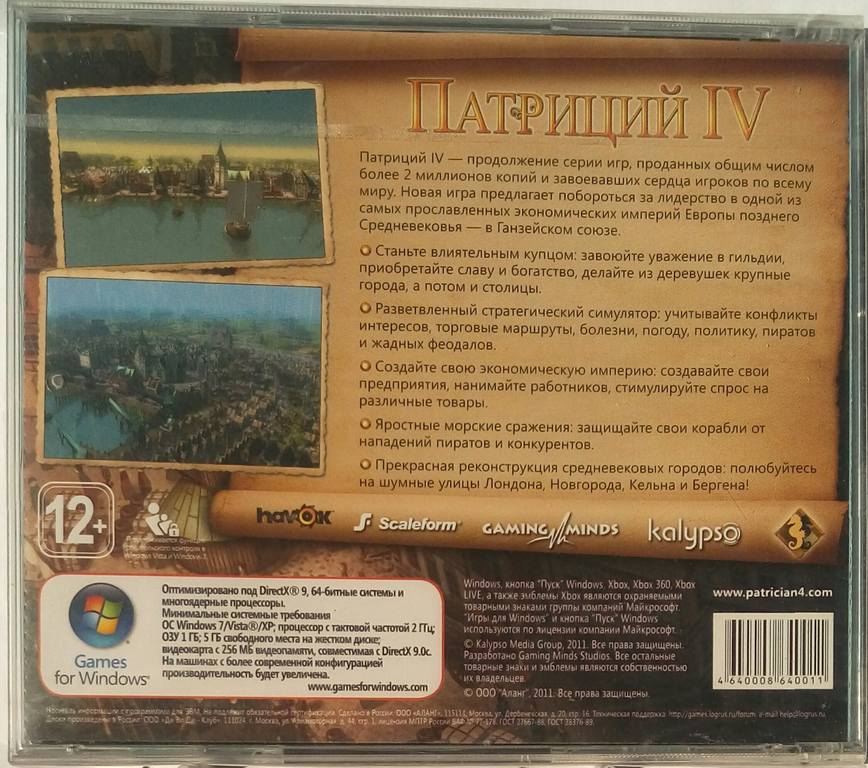 Патриций IV
Патриций IV — продолжение серии игр, проданных общим числом
более 2 миллионов копий и завоевавших сердца игроков по всему
миру. Новая игра предлагает побороться за лидерство в одной из
самых прославленных экономических империй Европы позднего
Средневековья — в Ганзейском союзе.
Станьте влиятельным купцом: завоюйте уважение в гильдии,
приобретайте славу и богатство, делайте из деревушек крупные
города, а потом и столицы.
Разветвленный стратегический симулятор: учитывайте конфликты
интересов, торговые маршруты, болезни, погоду, политику, пиратов
и жадных феодалов.
Создайте свою экономическую империю: создавайте свои
предприятия, нанимайте работников, стимулируйте спрос на
различные товары.
Яростные морские сражения: защищайте свои корабли от
нападений пиратов и конкурентов.
Прекрасная реконструкция средневековых городов: полюбуйтесь
на шумные улицы Лондона, Новгорода, Кельна и Бергена!
12+
havok
Scaleform
GAMING MINDS
kalypso
Games
for Windows®
Оптимизировано под DirectX® 9, 64-битные системы и
многоядерные процессоры.
Минимальные системные требования
ОС Windows 7/Vista®/XP; процессор с тактовой частотой 2 ГГц;
ОЗУ 1 ГБ; 5 ГБ свободного места на жестком диске;
видеокарта с 256 МБ видеопамяти, совместимая с DirectX 9.0c.
На машинах с более современной конфигурацией
производительность будет увеличена.
www.gamesforwindows.com
Windows, кнопка "Пуск" Windows, Xbox, Xbox 360, Xbox
LIVE, а также эмблемы Xbox являются охраняемыми
товарными знаками группы компаний Майкрософт.
"Игры для Windows" и кнопка "Пуск" Windows
используются по лицензии компании Майкрософт.
© Kalypso Media Group, 2011. Все права защищены.
Разработано Gaming Minds Studios. Все остальные
товарные знаки и эмблемы являются собственностью
их владельцев.
© ООО "Аланг", 2011. Все права защищены.
www.patrician4.com
4 640008 640011